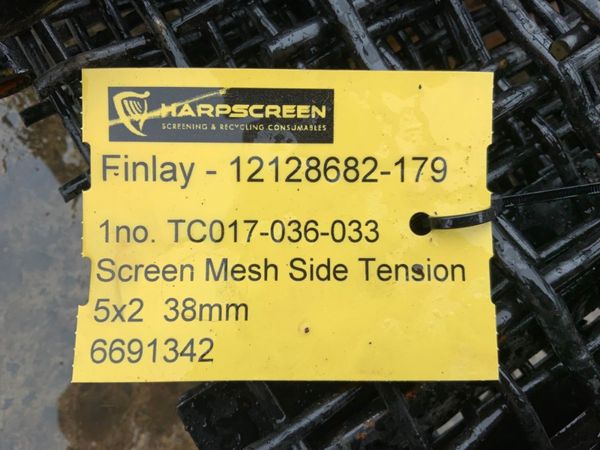 HARPSCREEN
SCREENING & RECYCLING CONSUMABLES
Finlay - 12128682-179
1no. TC017-036-033
Screen Mesh Side Tension
5x2 38mm
6691342